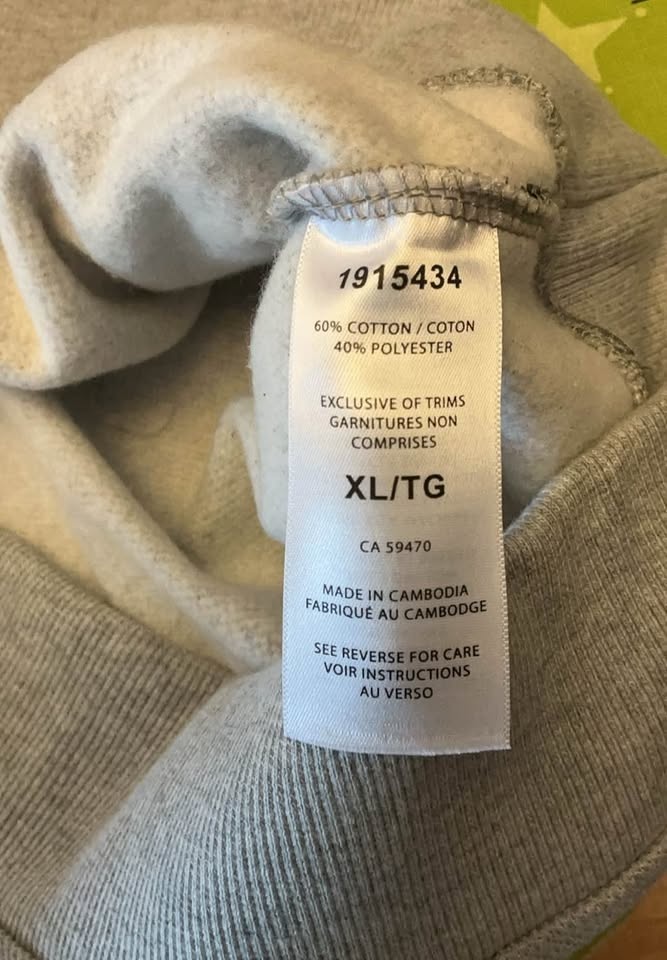 1915434
60% COTTON / COTON
40% POLYESTER
EXCLUSIVE OF TRIMS
GARNITURES NON
COMPRISES
XL/TG
CA 59470
MADE IN CAMBODIA
FABRIQUÉ AU CAMBODGE
SEE REVERSE FOR CARE
VOIR INSTRUCTIONS
AU VERSO